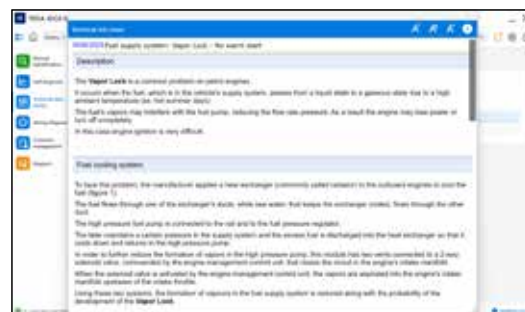 Fuel supply system: Vapor Lock - No warm start
Description
The Vapor Lock is a common problem on petrol engines.
It occurs when the fuel, which is in the vehicle's supply system, passes from a liquid state to a gaseous state due to a high
ambient temperature (ex. hot summer days).
The fuel's vapors may interfere with the fuel pump, reducing the flow rate pressure. As a result the engine may lose power or
turn off completely.
In this case engine ignition is very difficult.
Fuel cooling system
To face this problem, the manufacturer applies a new exchanger (commonly called) in the outboard engines to cool the
fuel (figure 1).
The fuel flows through one of the exchanger's ducts, while sea water that keeps the exchanger cooled, flows through the other
duct.
The high pressure fuel pump is connected to the rail and to the fuel pressure regulator.
The later maintains a certain pressure in the supply system and the excess fuel is discharged into the heat exchanger so that it
cools down and returns in the high pressure pump.
In order to further reduce the formation of vapors in the high pressure pump, this module has two vents connected to a 2-way
solenoid valve, commanded by the engine management control unit, that closes the circuit in the engine's intake manifold.
When the solenoid valve is activated by the engine management control unit, the vapors are aspirated into the engine's intake
manifold upstream of the intake throttle.
Using these two systems, the formation of vapours in the fuel supply system is reduced along with the probability of the
development of the Vapor Lock.